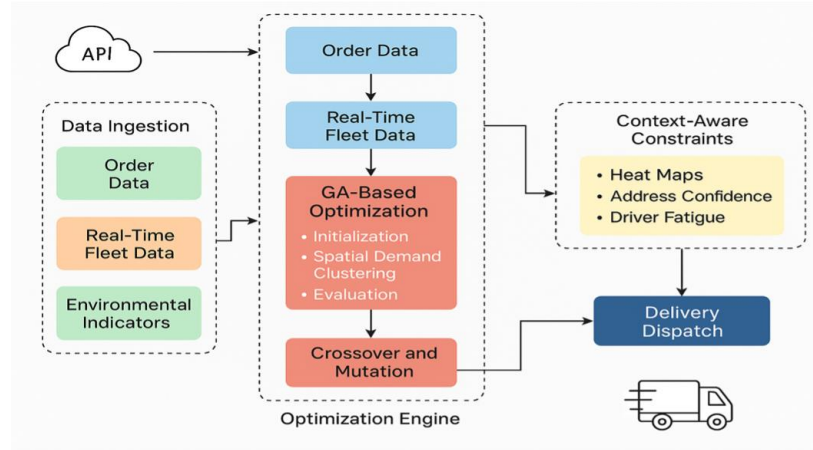 API
Data Ingestion
Order
Data
Real-Time
Fleet Data
Environmental
Indicators
Order Data
Real-Time
Fleet Data
GA-Based
Optimization
• Initialization
• Spatial Demand
Clustering
• Evaluation
Crossover and
Mutation
Optimization Engine
Context-Aware
Constraints
• Heat Maps
• Address Confidence
• Driver Fatigue
Delivery
Dispatch